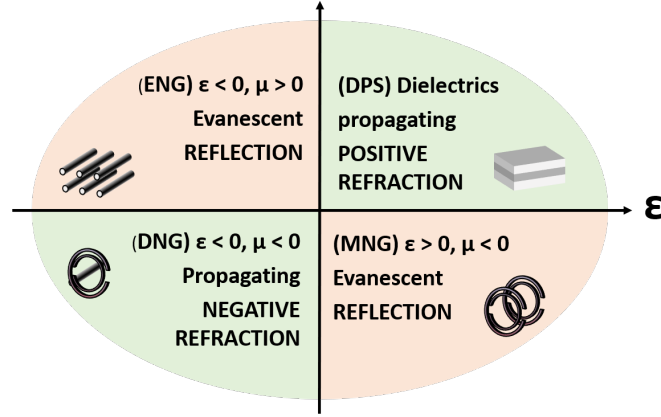 (ENG) ε < 0, μ > 0
Evanescent
REFLECTION
(DPS) Dielectrics
propagating
POSITIVE
REFRACTION
ε
(DNG) ε < 0, μ < 0
Propagating
NEGATIVE
REFRACTION
(MNG) ε > 0, μ < 0
Evanescent
REFLECTION